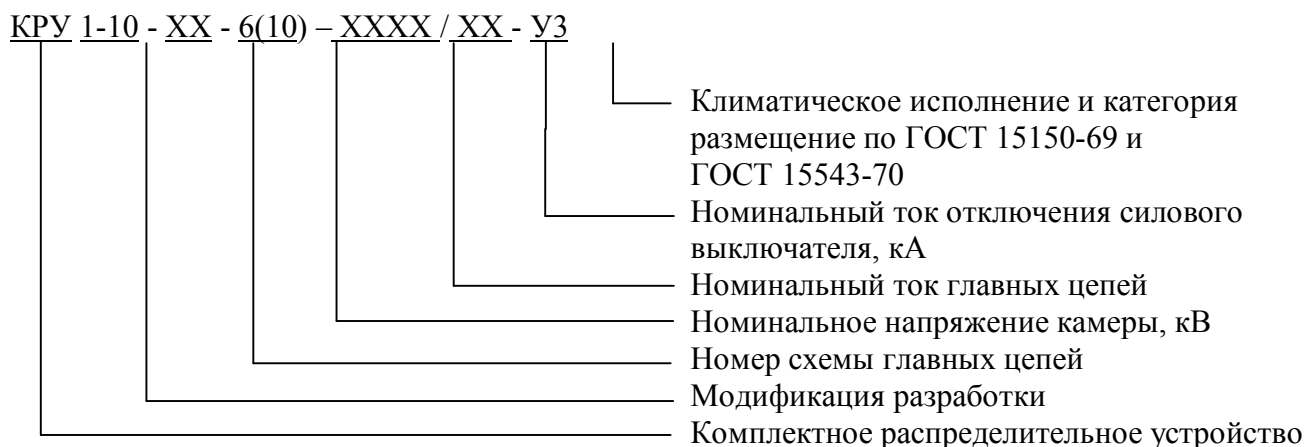 КРУ 1-10 - ХХ - 6(10) – ХХХХ / ХХ - У3
Климатическое исполнение и категория
размещение по ГОСТ 15150-69 и
ГОСТ 15543-70
Номинальный ток отключения силового
выключателя, кА
Номинальный ток главных цепей
Номинальное напряжение камеры, кВ
Номер схемы главных цепей
Модификация разработки
Комплектное распределительное устройство